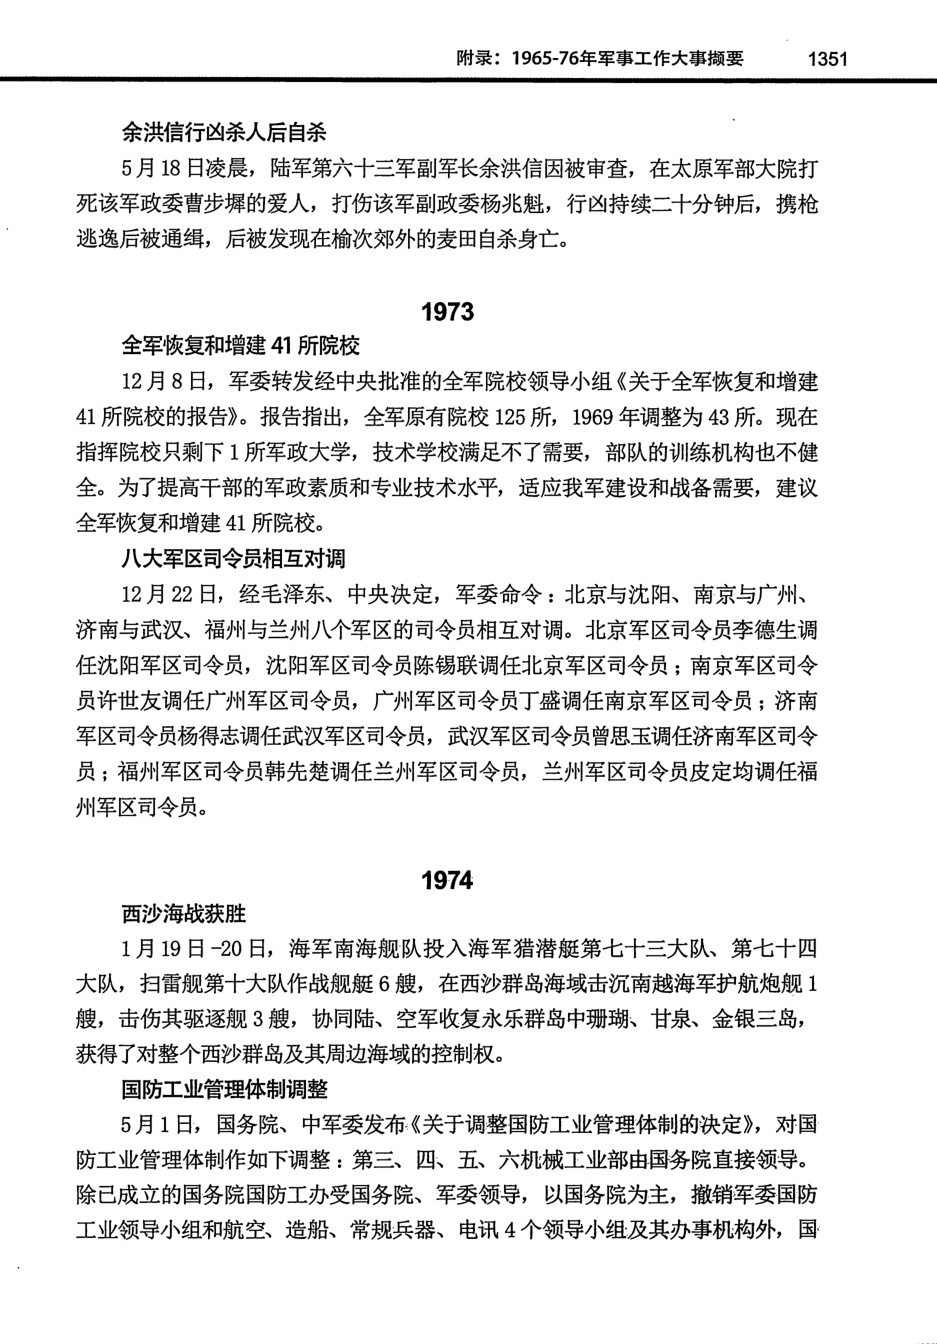 附录：1965-76年军事工作大事撷要 1351
余洪信行凶杀人后自杀
5月18日凌晨，陆军第六十三军副军长余洪信因被审查，在太原军部大院打
死该军政委曹步墀的爱人，打伤该军副政委杨兆魁，行凶持续二十分钟后，携枪
逃逸后被通缉，后被发现在榆次郊外的麦田自杀身亡。
1973
全军恢复和增建41所院校
12月8日，军委转发经中央批准的全军院校领导小组《关于全军恢复和增建
41所院校的报告》。报告指出，全军原有院校125所，1969年调整为43所。现在
指挥院校只剩下1所军政大学，技术学校满足不了需要，部队的训练机构也不健
全。为了提高干部的军政素质和专业技术水平，适应我军建设和战备需要，建议
全军恢复和增建41所院校。
八大军区司令员相互对调
12月22日，经毛泽东、中央决定，军委命令：北京与沈阳、南京与广州、
济南与武汉、福州与兰州八个军区的司令员相互对调。北京军区司令员李德生调
任沈阳军区司令员，沈阳军区司令员陈锡联调任北京军区司令员；南京军区司令
员许世友调任广州军区司令员，广州军区司令员丁盛调任南京军区司令员；济南
军区司令员杨得志调任武汉军区司令员，武汉军区司令员曾思玉调任济南军区司令
员；福州军区司令员韩先楚调任兰州军区司令员，兰州军区司令员皮定均调任福
州军区司令员。
1974
西沙海战获胜
1月19日-20日，海军南海舰队投入海军猎潜艇第七十三大队、第七十四
大队，扫雷舰第十大队作战舰艇6艘，在西沙群岛海域击沉南越海军护航炮舰1
艘，击伤其驱逐舰3艘，协同陆、空军收复永乐群岛中珊瑚、甘泉、金银三岛，
获得了对整个西沙群岛及其周边海域的控制权。
国防工业管理体制调整
5月1日，国务院、中军委发布《关于调整国防工业管理体制的决定》，对国
防工业管理体制作如下调整：第三、四、五、六机械工业部由国务院直接领导。
除已成立的国务院国防工办受国务院、军委领导，以国务院为主，撤销军委国防
工业领导小组和航空、造船、常规兵器、电讯4个领导小组及其办事机构外，国